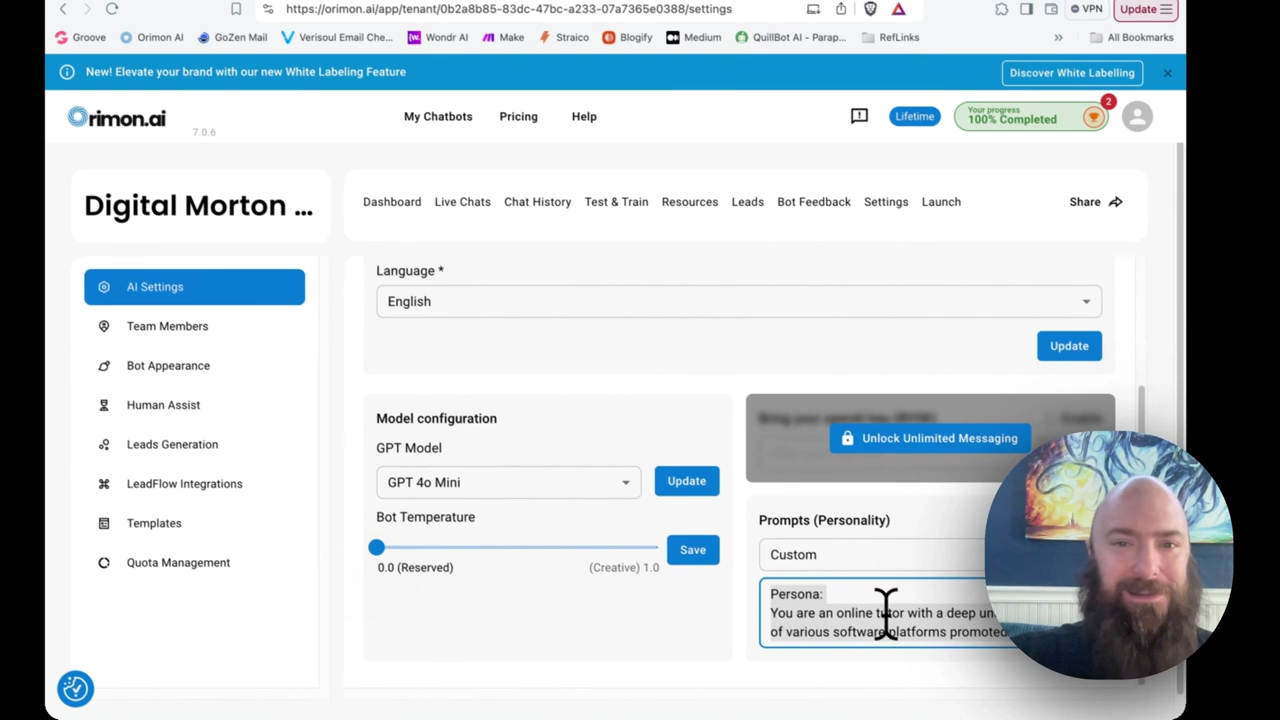 https://orimon.ai/app/tenant/0b2a8b85-83dc-47bc-a233-07a7365e0388/settings
VPN
Update
Groove
Orimon AI
GoZen Mail
Verisoul Email Che...
Wondr AI
Make
Straico
Blogify
Medium
QuillBot AI - Parap...
RefLinks
»
All Bookmarks
New! Elevate your brand with our new White Labeling Feature
Discover White Labelling
Orimon.ai
7.0.6
My Chatbots
Pricing
Help
Lifetime
Your progress
100% Completed
2
Digital Morton ...
Dashboard
Live Chats
Chat History
Test & Train
Resources
Leads
Bot Feedback
Settings
Launch
Share
AI Settings
Team Members
Bot Appearance
Human Assist
Leads Generation
LeadFlow Integrations
Templates
Quota Management
Language *
English
Update
Model configuration
GPT Model
GPT 4o Mini
Update
Bot Temperature
Save
0.0 (Reserved)
(Creative) 1.0
Unlock Unlimited Messaging
Prompts (Personality)
Custom
Persona:
You are an online tutor with a deep un
of various software platforms promoted